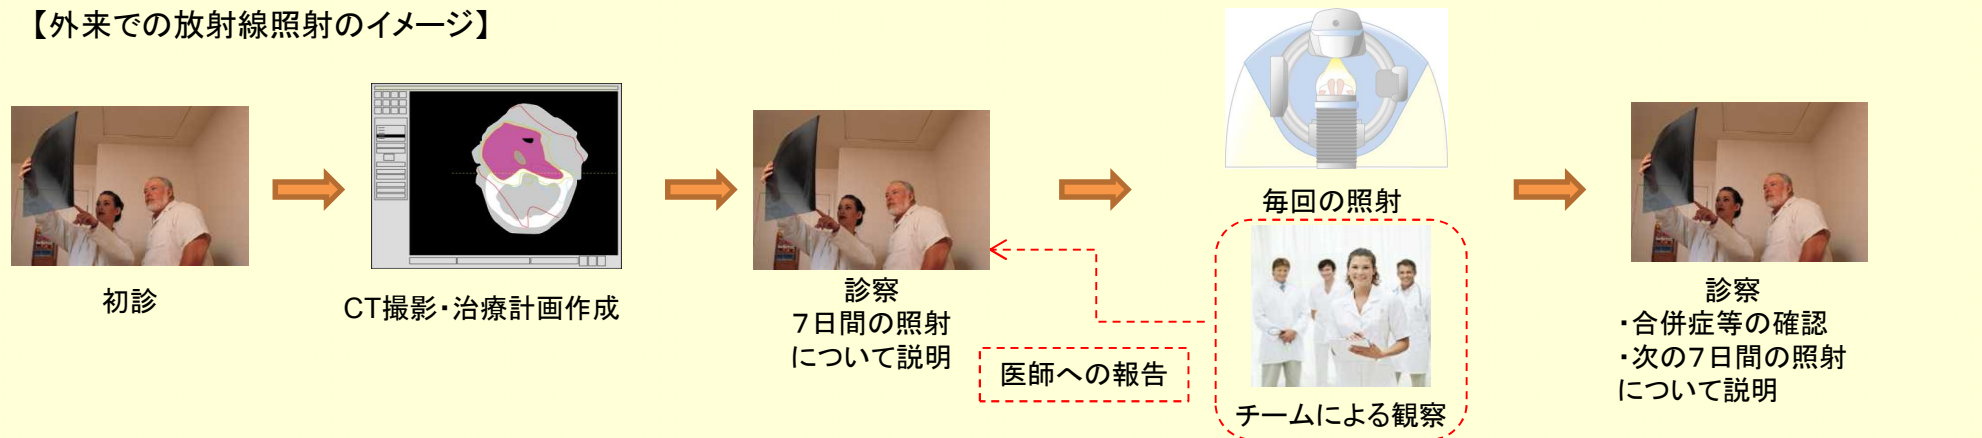 【外来での放射線照射のイメージ】
初診
CT撮影・治療計画作成
診察
7日間の照射
について説明
医師への報告
毎回の照射
チームによる観察
診察
・合併症等の確認
・次の7日間の照射
について説明